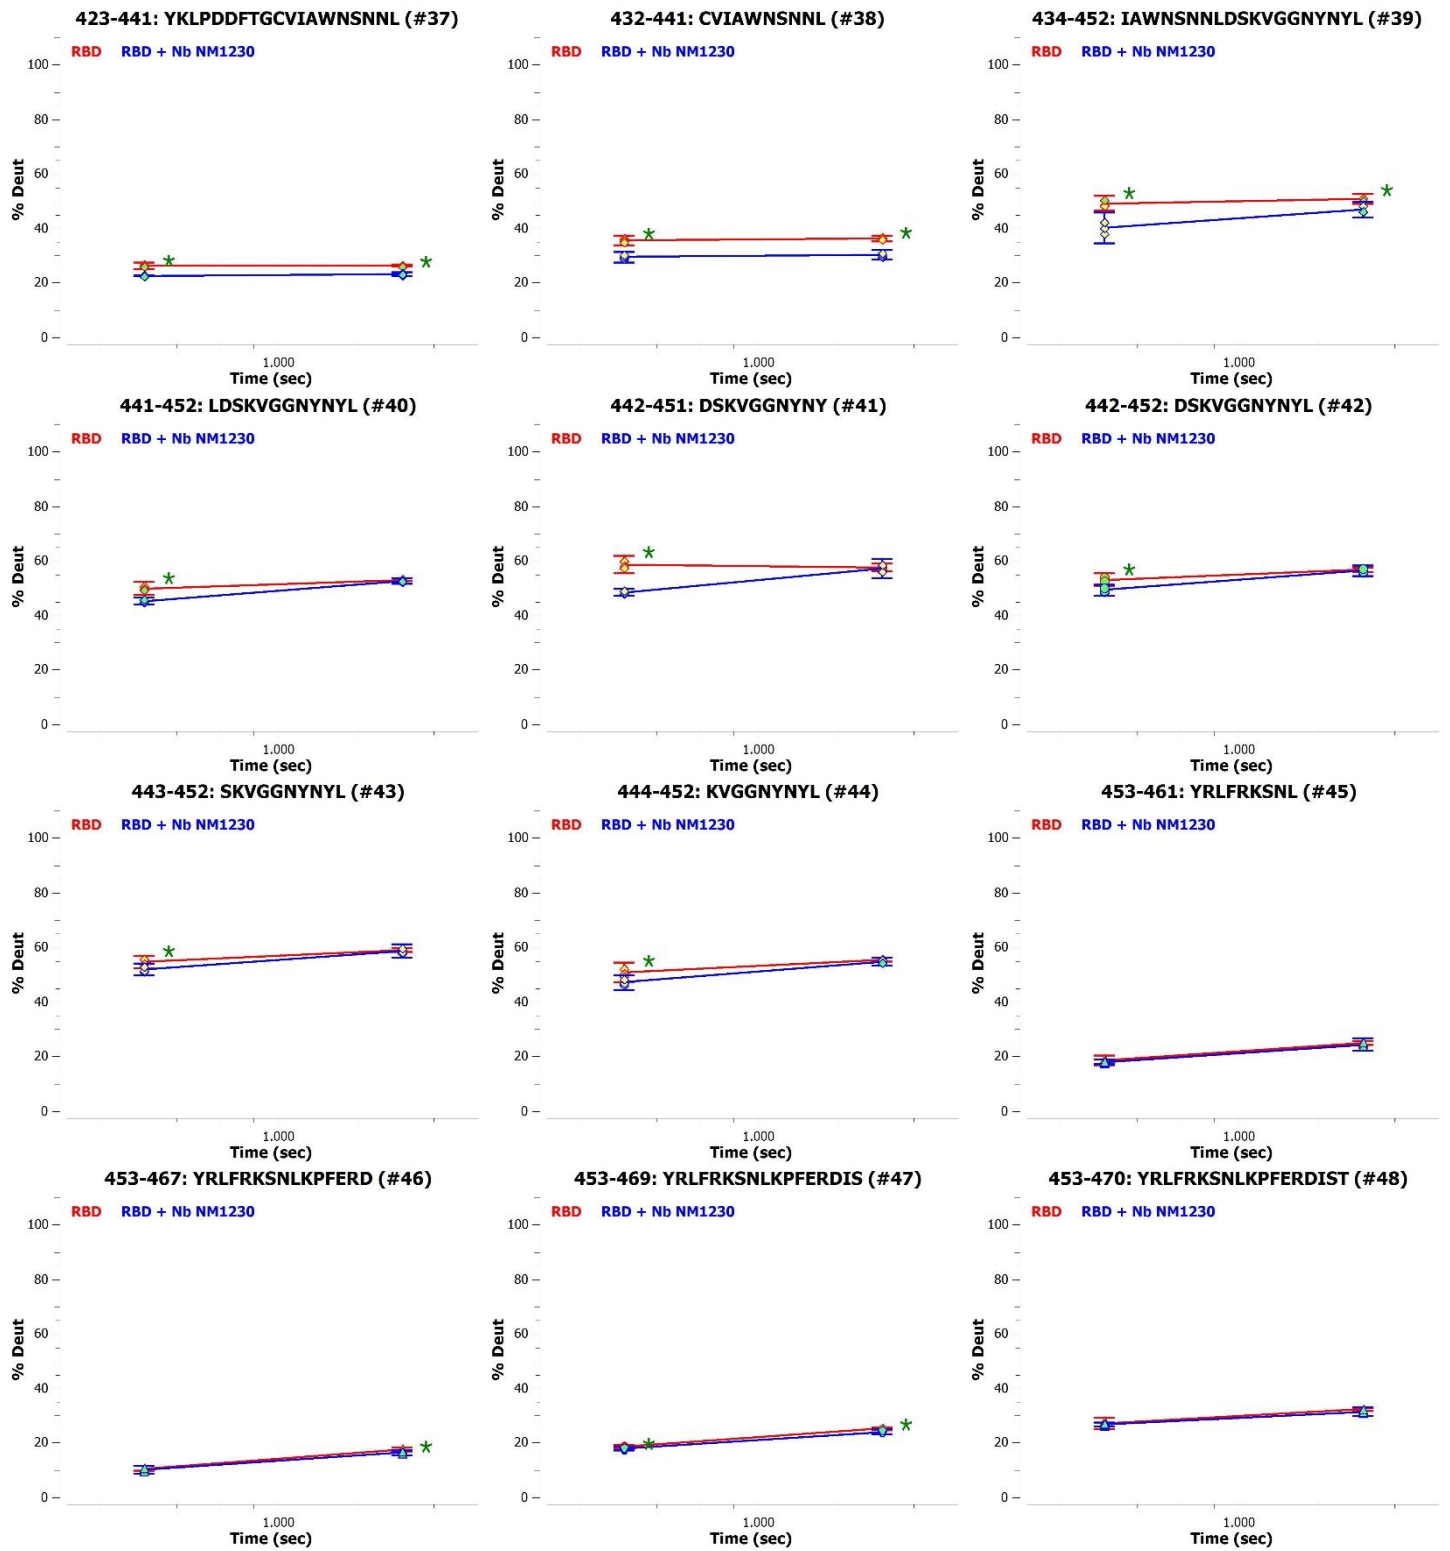 423-441: YKLPDDFTGCVIAWNSNNL (#37)
RBD RBD + Nb NM1230
100
80
60
40
20
0
% Deut
1.000
Time (sec)
432-441: CVIAWNSNNL (#38)
RBD RBD + Nb NM1230
100
80
60
40
20
0
% Deut
1.000
Time (sec)
434-452: IAWNSNNLDSKVGGNYNYL (#39)
RBD RBD + Nb NM1230
100
80
60
40
20
0
% Deut
1.000
Time (sec)
441-452: LDSKVGGNYNYL (#40)
RBD RBD + Nb NM1230
100
80
60
40
20
0
% Deut
1.000
Time (sec)
442-451: DSKVGGNYNY (#41)
RBD RBD + Nb NM1230
100
80
60
40
20
0
% Deut
1.000
Time (sec)
442-452: DSKVGGNYNYL (#42)
RBD RBD + Nb NM1230
100
80
60
40
20
0
% Deut
1.000
Time (sec)
443-452: SKVGGNYNYL (#43)
RBD RBD + Nb NM1230
100
80
60
40
20
0
% Deut
1.000
Time (sec)
444-452: KVGGNYNYL (#44)
RBD RBD + Nb NM1230
100
80
60
40
20
0
% Deut
1.000
Time (sec)
453-461: YRLFRKSNL (#45)
RBD RBD + Nb NM1230
100
80
60
40
20
0
% Deut
1.000
Time (sec)
453-467: YRLFRKSNLKPFERD (#46)
RBD RBD + Nb NM1230
100
80
60
40
20
0
% Deut
1.000
Time (sec)
453-469: YRLFRKSNLKPFERDIS (#47)
RBD RBD + Nb NM1230
100
80
60
40
20
0
% Deut
1.000
Time (sec)
453-470: YRLFRKSNLKPFERDIST (#48)
RBD RBD + Nb NM1230
100
80
60
40
20
0
% Deut
1.000
Time (sec)